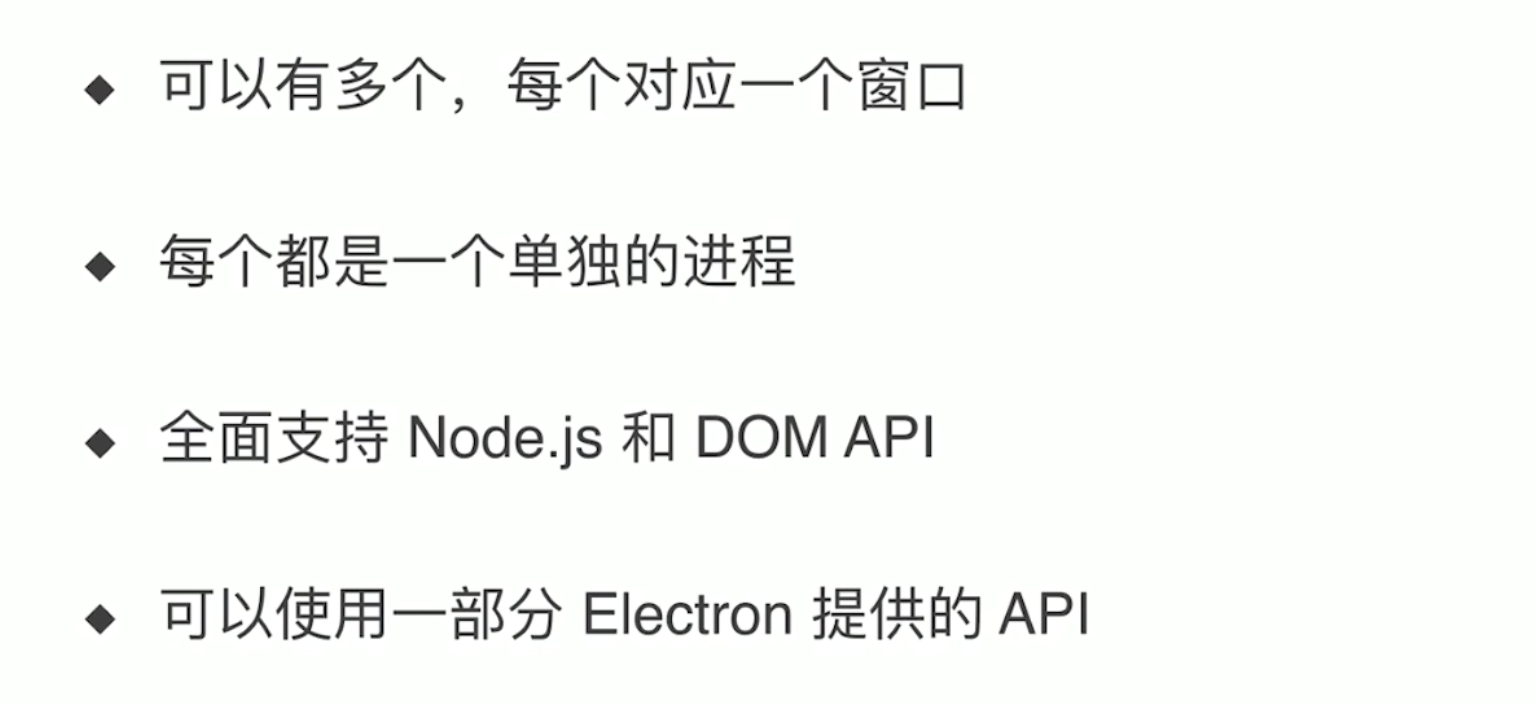 ◆ 可以有多个，每个对应一个窗口
◆ 每个都是一个单独的进程
◆ 全面支持 Node.js 和 DOM API
◆ 可以使用一部分 Electron 提供的 API